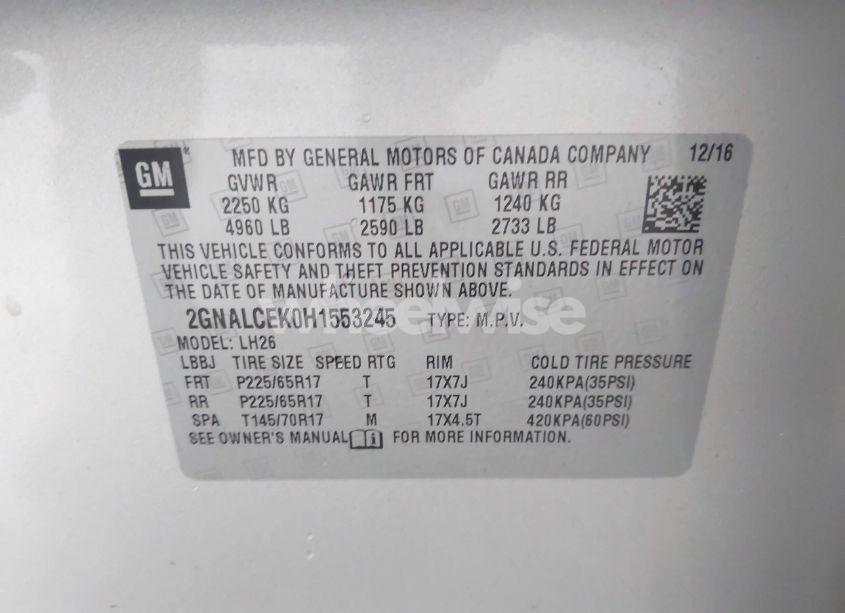 GM
MFD BY GENERAL MOTORS OF CANADA COMPANY 12/16
GVWR GAWR FRT GAWR RR
2250 KG 1175 KG 1240 KG
4960 LB 2590 LB 2733 LB
THIS VEHICLE CONFORMS TO ALL APPLICABLE U.S. FEDERAL MOTOR
VEHICLE SAFETY AND THEFT PREVENTION STANDARDS IN EFFECT ON
THE DATE OF MANUFACTURE SHOWN ABOVE.
2GNALCEK0H1553245 TYPE: M.P.V.
MODEL: LH26
LBBJ TIRE SIZE SPEED RTG RIM COLD TIRE PRESSURE
FRT P225/65R17 T 17X7J 240KPA(35PSI)
RR P225/65R17 T 17X7J 240KPA(35PSI)
SPA T145/70R17 M 17X4.5T 420KPA(60PSI)
SEE OWNER'S MANUAL FOR MORE INFORMATION.